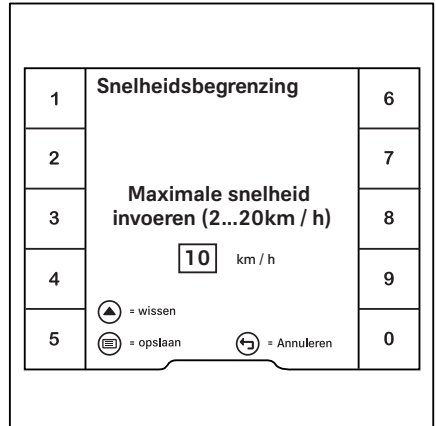 Snelheidsbegrenzing
1
6
2
7
Maximale snelheid
3
invoeren (2...20km / h)
8
10 km / h
4
9
= wissen
5
= opslaan
= Annuleren
0